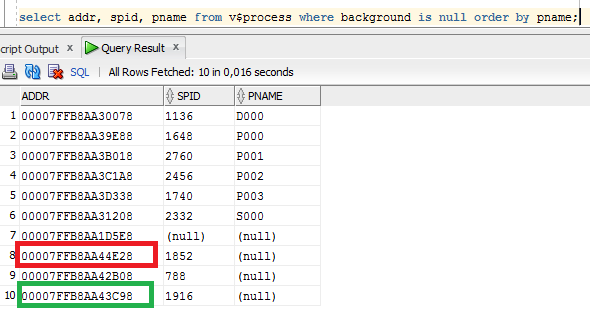 select addr, spid, pname from v$process where background is null order by pname;
cript Output x Query Result x
SQL | All Rows Fetched: 10 in 0,016 seconds
ADDR SPID PNAME
1 00007FFB8AA30078 1136 D000
2 00007FFB8AA39E88 1648 P000
3 00007FFB8AA3B018 2760 P001
4 00007FFB8AA3C1A8 2456 P002
5 00007FFB8AA3D338 1740 P003
6 00007FFB8AA31208 2332 S000
7 00007FFB8AA1D5E8 (null) (null)
8 00007FFB8AA44E28 1852 (null)
9 00007FFB8AA42B08 788 (null)
10 00007FFB8AA43C98 1916 (null)